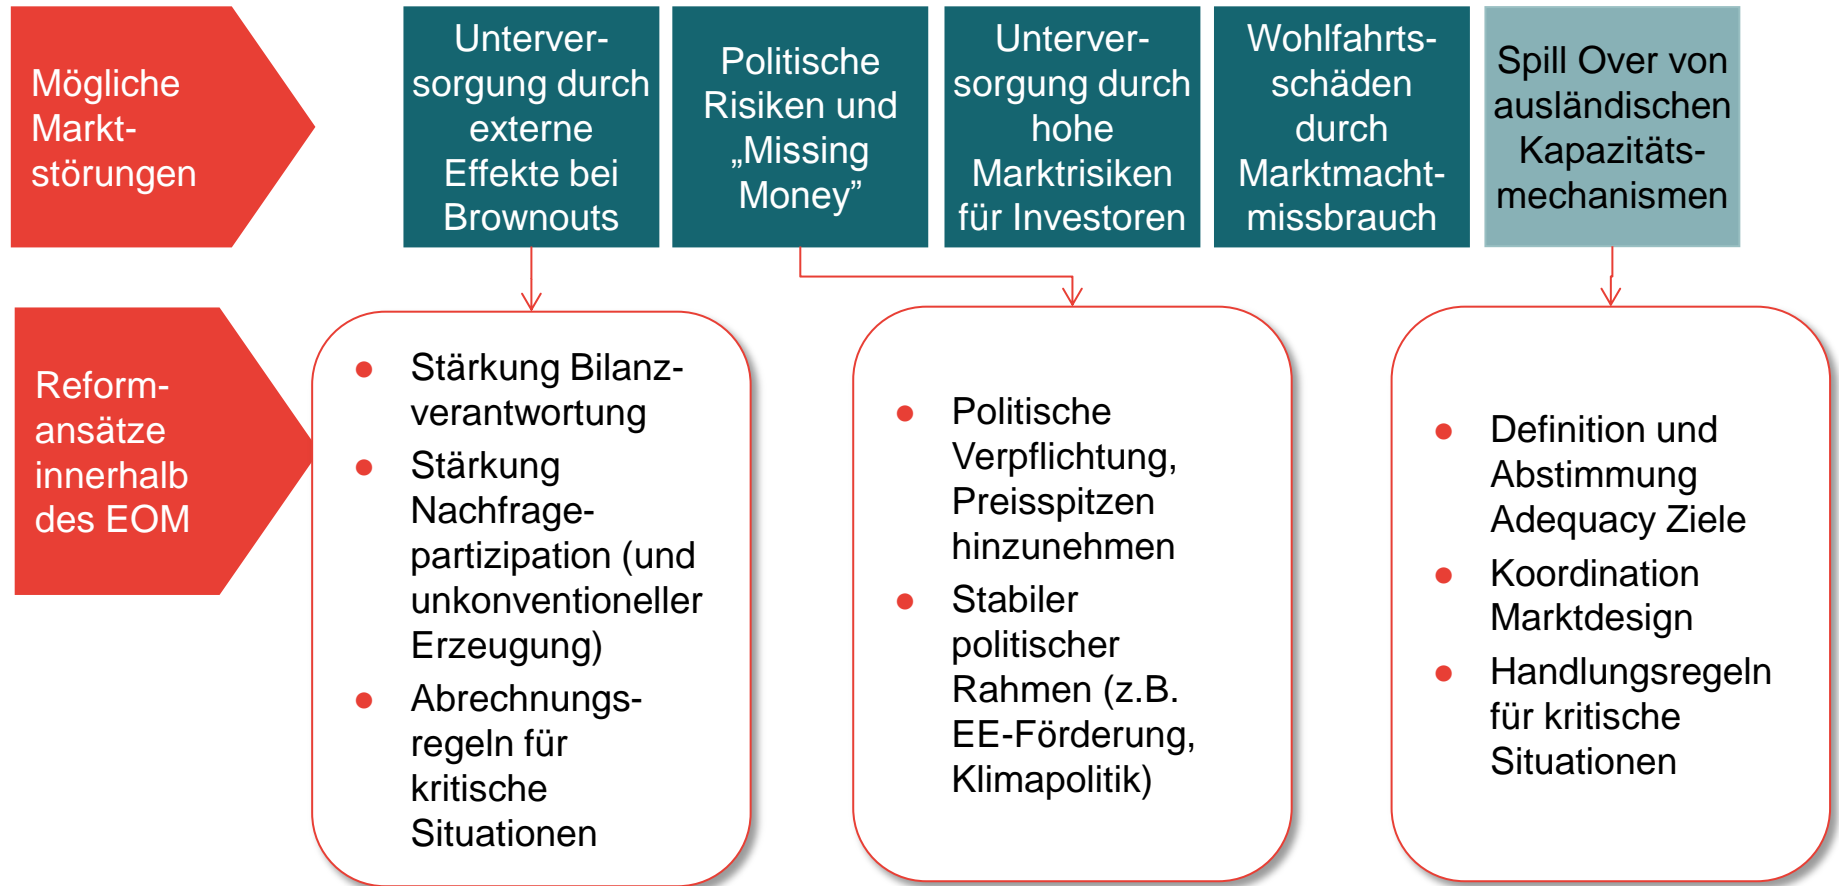 Mögliche
Markt-
störungen
Unterver-
sorgung durch
externe
Effekte bei
Brownouts
Politische
Risiken und
„Missing
Money”
Unterver-
sorgung durch
hohe
Marktrisiken
für Investoren
Wohlfahrts-
schäden
durch
Marktmacht-
missbrauch
Spill Over von
ausländischen
Kapazitäts-
mechanismen
Reform-
ansätze
innerhalb
des EOM
• Stärkung Bilanz-
verantwortung
• Stärkung
Nachfrage-
partizipation (und
unkonventioneller
Erzeugung)
• Abrechnungs-
regeln für
kritische
Situationen
• Politische
Verpflichtung,
Preisspitzen
hinzunehmen
• Stabiler
politischer
Rahmen (z.B.
EE-Förderung,
Klimapolitik)
• Definition und
Abstimmung
Adequacy Ziele
• Koordination
Marktdesign
• Handlungsregeln
für kritische
Situationen